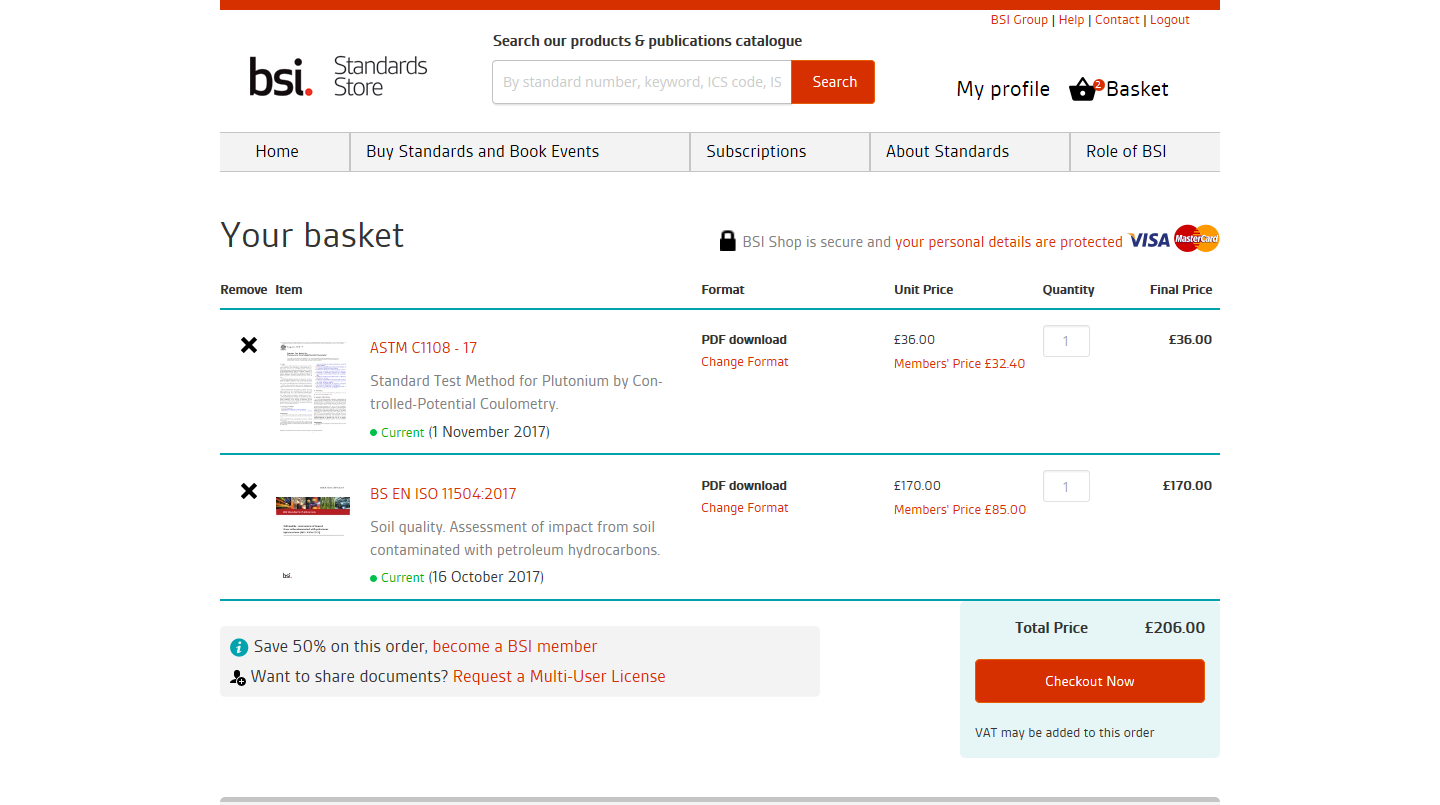 BSI Group | Help | Contact | Logout
Search our products & publications catalogue
bsi. Standards Store
By standard number, keyword, ICS code, IS
Search
My profile
2
Basket
Home
Buy Standards and Book Events
Subscriptions
About Standards
Role of BSI
Your basket
BSI Shop is secure and your personal details are protected
VISA
MasterCard
Remove Item Format Unit Price Quantity Final Price
ASTM C1108 - 17
Standard Test Method for Plutonium by Con-
trolled-Potential Coulometry.
Current (1 November 2017)
PDF download
Change Format
£36.00
Members' Price £32.40
1
£36.00
BS EN ISO 11504:2017
Soil quality. Assessment of impact from soil
contaminated with petroleum hydrocarbons.
Current (16 October 2017)
bsi.
PDF download
Change Format
£170.00
Members' Price £85.00
1
£170.00
Save 50% on this order, become a BSI member
Want to share documents? Request a Multi-User License
Total Price £206.00
Checkout Now
VAT may be added to this order